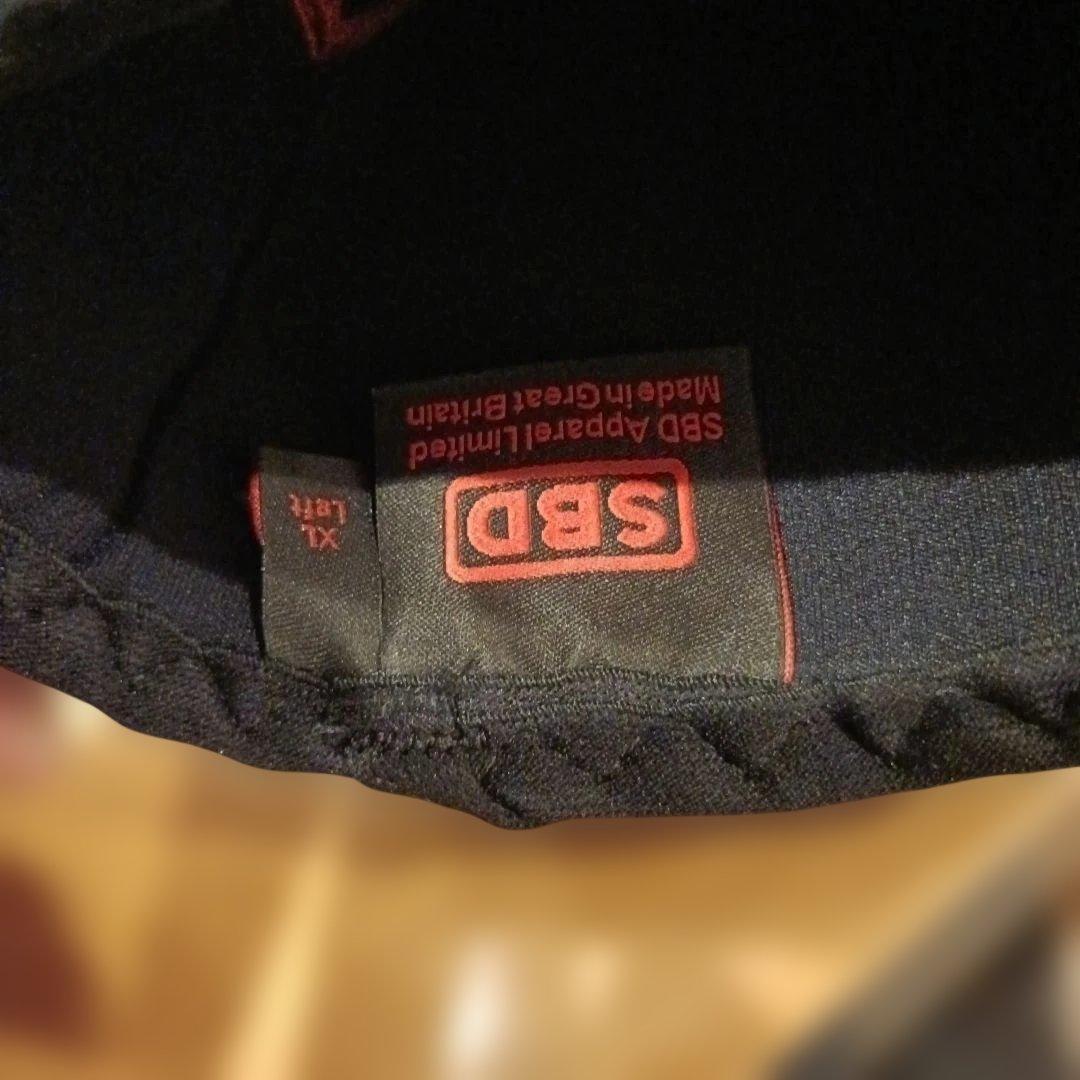 SBD
SBD Apparel Limited
Made in Great Britain
XL
Left